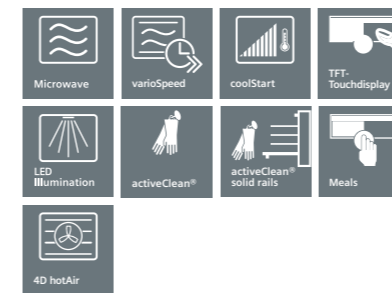 Microwave
varioSpeed
coolStart
TFT-
Touchdisplay
LED
Illumination
activeClean®
activeClean®
solid rails
Meals
4D hotAir